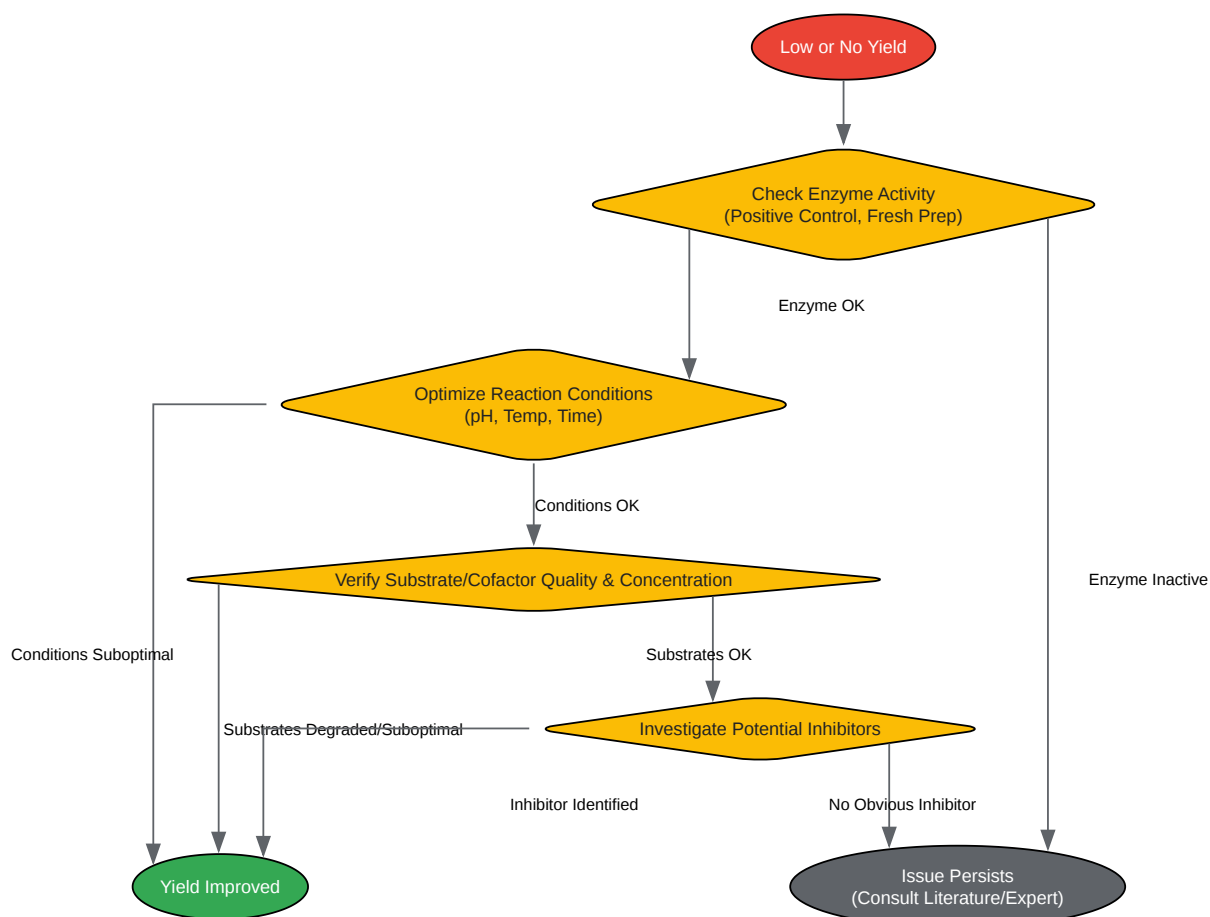 Low or No Yield
Check Enzyme Activity
(Positive Control, Fresh Prep)
Enzyme OK
Optimize Reaction Conditions
(pH, Temp, Time)
Conditions OK
Verify Substrate/Cofactor Quality & Concentration
Enzyme Inactive
Conditions Suboptimal
Substrates OK
Substrates Degraded/Suboptimal
Investigate Potential Inhibitors
Inhibitor Identified
No Obvious Inhibitor
Yield Improved
Issue Persists
(Consult Literature/Expert)